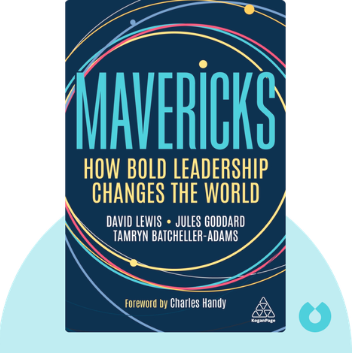 MAVERICKS
HOW BOLD LEADERSHIP
CHANGES THE WORLD
DAVID LEWIS • JULES GODDARD
TAMRYN BATCHELLER-ADAMS
Foreword by Charles Handy
KoganPage